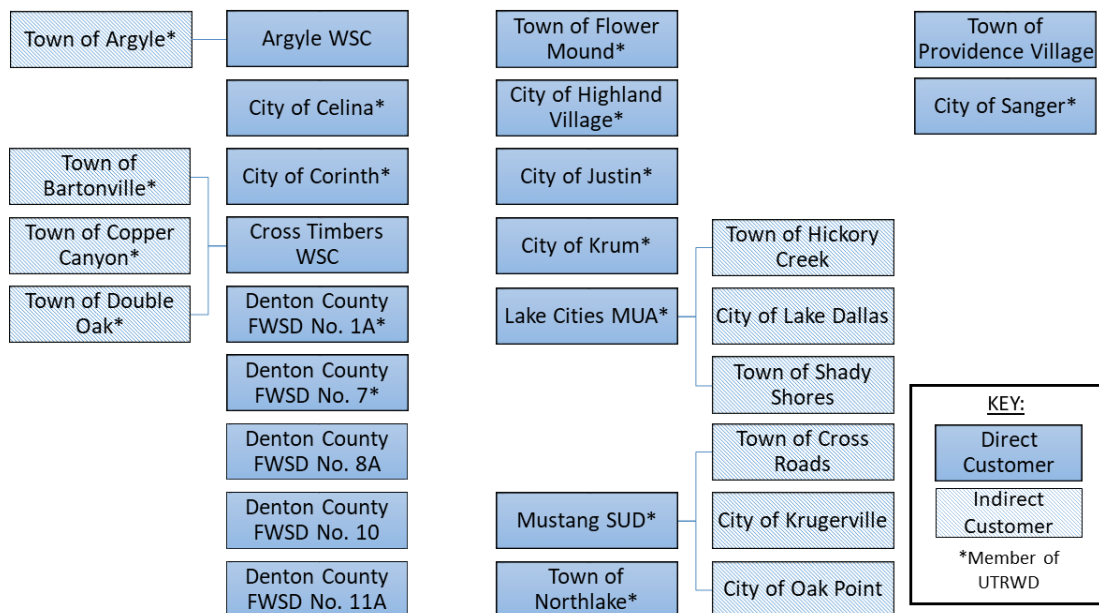 Town of Argyle*
Argyle WSC
City of Celina*
Town of
Bartonville*
City of Corinth*
Town of Copper
Canyon*
Cross Timbers
WSC
Town of Double
Oak*
Denton County
FWSD No. 1A*
Denton County
FWSD No. 7*
Denton County
FWSD No. 8A
Denton County
FWSD No. 10
Denton County
FWSD No. 11A
Town of Flower
Mound*
City of Highland
Village*
City of Justin*
City of Krum*
Lake Cities MUA*
Town of Hickory
Creek
City of Lake Dallas
Town of Shady
Shores
Mustang SUD*
Town of Cross
Roads
City of Krugerville
City of Oak Point
Town of
Northlake*
Town of
Providence Village
City of Sanger*
KEY:
Direct
Customer
Indirect
Customer
*Member of
UTRWD